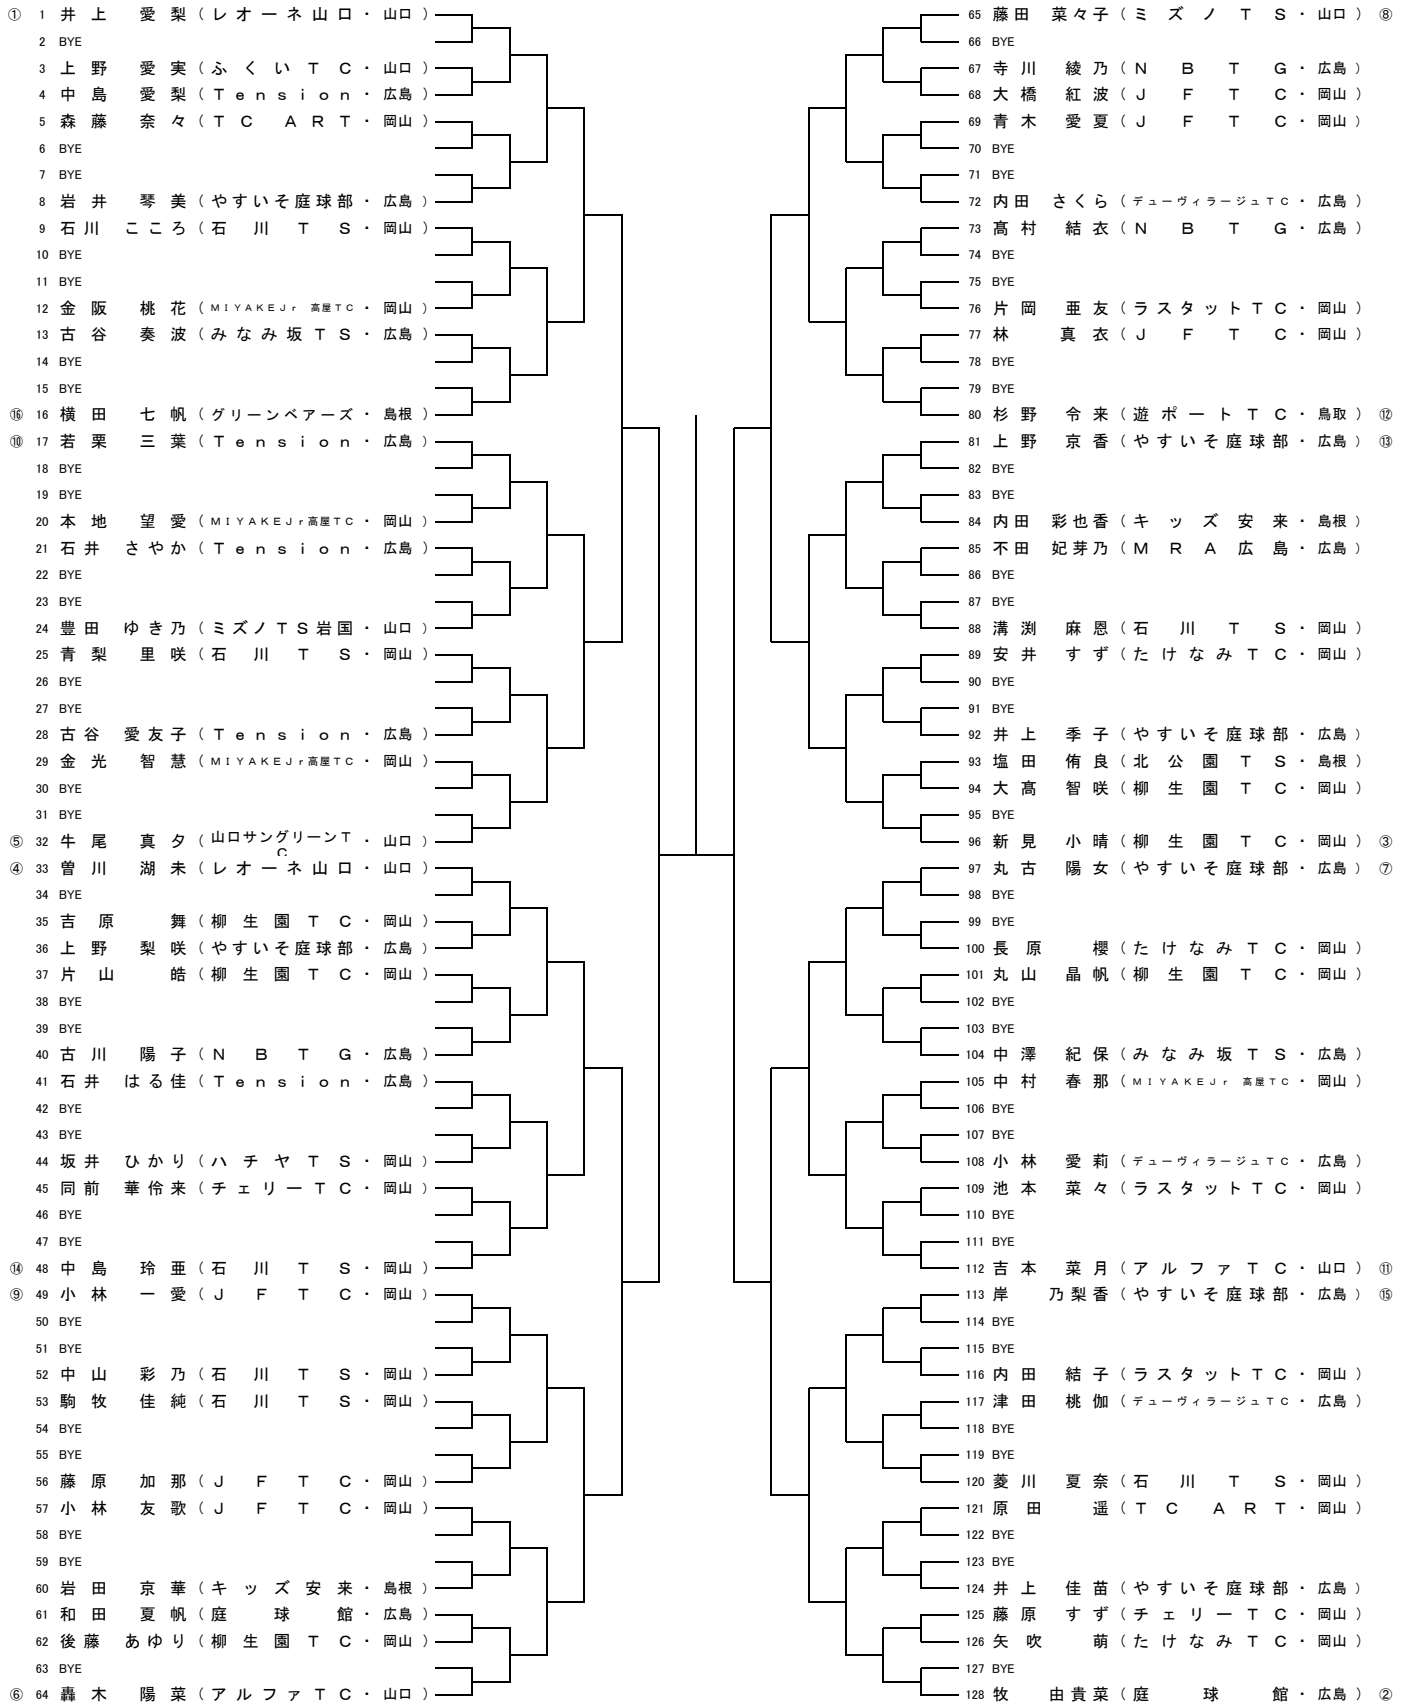 ① 1 井上 愛梨 (レオーネ山口・山口)
2 BYE
3 上野 愛実 (ふくいTC・山口)
4 中島 愛梨 (Tension・広島)
5 森藤 奈々 (TC ART・岡山)
6 BYE
7 BYE
8 岩井 琴美 (やすいそ庭球部・広島)
9 石川 こころ (石川TS・岡山)
10 BYE
11 BYE
12 金阪 桃花 (MIYAKEJr 高屋TC・岡山)
13 古谷 奏波 (みなみ坂TS・広島)
14 BYE
15 BYE
⑯ 16 横田 七帆 (グリーンベアーズ・島根)
⑩ 17 若栗 三葉 (Tension・広島)
18 BYE
19 BYE
20 本地 望愛 (MIYAKEJr高屋TC・岡山)
21 石井 さやか (Tension・広島)
22 BYE
23 BYE
24 豊田 ゆき乃 (ミズノTS岩国・山口)
25 青梨 里咲 (石川TS・岡山)
26 BYE
27 BYE
28 古谷 愛友子 (Tension・広島)
29 金光 智慧 (MIYAKEJr高屋TC・岡山)
30 BYE
31 BYE
⑤ 32 牛尾 真夕 (山口サングリーンTC・山口)
④ 33 曽川 湖未 (レオーネ山口・山口)
34 BYE
35 吉原 舞 (柳生園TC・岡山)
36 上野 梨咲 (やすいそ庭球部・広島)
37 片山 皓 (柳生園TC・岡山)
38 BYE
39 BYE
40 古川 陽子 (NBTG・広島)
41 石井 はる佳 (Tension・広島)
42 BYE
43 BYE
44 坂井 ひかり (ハチヤTS・岡山)
45 同前 華伶来 (チェリーTC・岡山)
46 BYE
47 BYE
⑭ 48 中島 玲亜 (石川TS・岡山)
⑨ 49 小林 一愛 (JFTC・岡山)
50 BYE
51 BYE
52 中山 彩乃 (石川TS・岡山)
53 駒牧 佳純 (石川TS・岡山)
54 BYE
55 BYE
56 藤原 加那 (JFTC・岡山)
57 小林 友歌 (JFTC・岡山)
58 BYE
59 BYE
60 岩田 京華 (キッズ安来・島根)
61 和田 夏帆 (庭球館・広島)
62 後藤 あゆり (柳生園TC・岡山)
63 BYE
⑥ 64 轟木 陽菜 (アルファTC・山口)
65 藤田 菜々子 (ミズノTS・山口) ⑧
66 BYE
67 寺川 綾乃 (NBTG・広島)
68 大橋 紅波 (JFTC・岡山)
69 青木 愛夏 (JFTC・岡山)
70 BYE
71 BYE
72 内田 さくら (デューヴィラージュTC・広島)
73 髙村 結衣 (NBTG・広島)
74 BYE
75 BYE
76 片岡 亜友 (ラスタットTC・岡山)
77 林 真衣 (JFTC・岡山)
78 BYE
79 BYE
80 杉野 令来 (遊ポートTC・鳥取) ⑫
81 上野 京香 (やすいそ庭球部・広島) ⑬
82 BYE
83 BYE
84 内田 彩也香 (キッズ安来・島根)
85 不田 妃芽乃 (MRA広島・広島)
86 BYE
87 BYE
88 溝渕 麻恩 (石川TS・岡山)
89 安井 すず (たけなみTC・岡山)
90 BYE
91 BYE
92 井上 季子 (やすいそ庭球部・広島)
93 塩田 侑良 (北公園TS・島根)
94 大髙 智咲 (柳生園TC・岡山)
95 BYE
96 新見 小晴 (柳生園TC・岡山) ③
97 丸古 陽女 (やすいそ庭球部・広島) ⑦
98 BYE
99 BYE
100 長原 櫻 (たけなみTC・岡山)
101 丸山 晶帆 (柳生園TC・岡山)
102 BYE
103 BYE
104 中澤 紀保 (みなみ坂TS・広島)
105 中村 春那 (MIYAKEJr 高屋TC・岡山)
106 BYE
107 BYE
108 小林 愛莉 (デューヴィラージュTC・広島)
109 池本 菜々 (ラスタットTC・岡山)
110 BYE
111 BYE
112 吉本 菜月 (アルファTC・山口) ⑪
113 岸 乃梨香 (やすいそ庭球部・広島) ⑮
114 BYE
115 BYE
116 内田 結子 (ラスタットTC・岡山)
117 津田 桃伽 (デューヴィラージュTC・広島)
118 BYE
119 BYE
120 菱川 夏奈 (石川TS・岡山)
121 原田 遥 (TC ART・岡山)
122 BYE
123 BYE
124 井上 佳苗 (やすいそ庭球部・広島)
125 藤原 すず (チェリーTC・岡山)
126 矢吹 萌 (たけなみTC・岡山)
127 BYE
128 牧 由貴菜 (庭球館・広島) ②